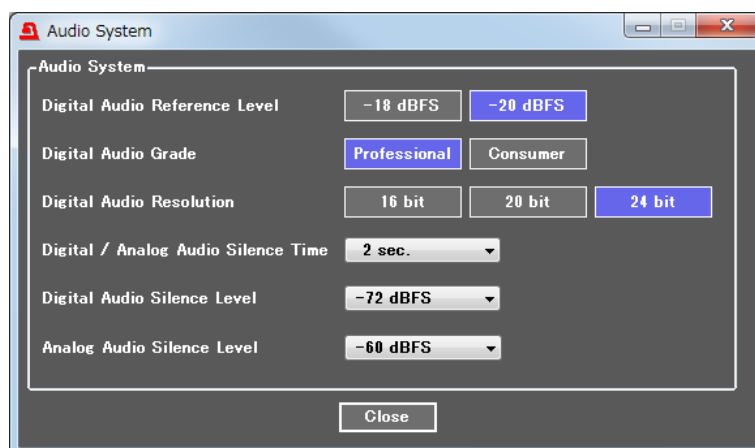 Audio System
Audio System
Digital Audio Reference Level -18 dBFS -20 dBFS
Digital Audio Grade Professional Consumer
Digital Audio Resolution 16 bit 20 bit 24 bit
Digital / Analog Audio Silence Time 2 sec.
Digital Audio Silence Level -72 dBFS
Analog Audio Silence Level -60 dBFS
Close